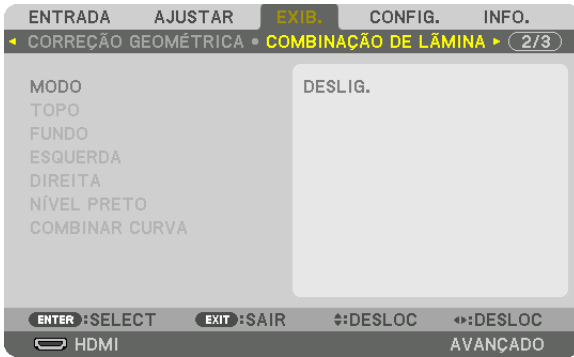 ENTRADA AJUSTAR EXIB. CONFIG. INFO.
CORREÇÃO GEOMÉTRICA • COMBINAÇÃO DE LÃMINA 2/3
MODO DESLIG.
TOPO
FUNDO
ESQUERDA
DIREITA
NÍVEL PRETO
COMBINAR CURVA
ENTER :SELECT EXIT :SAIR :DESLOC :DESLOC
HDMI AVANÇADO